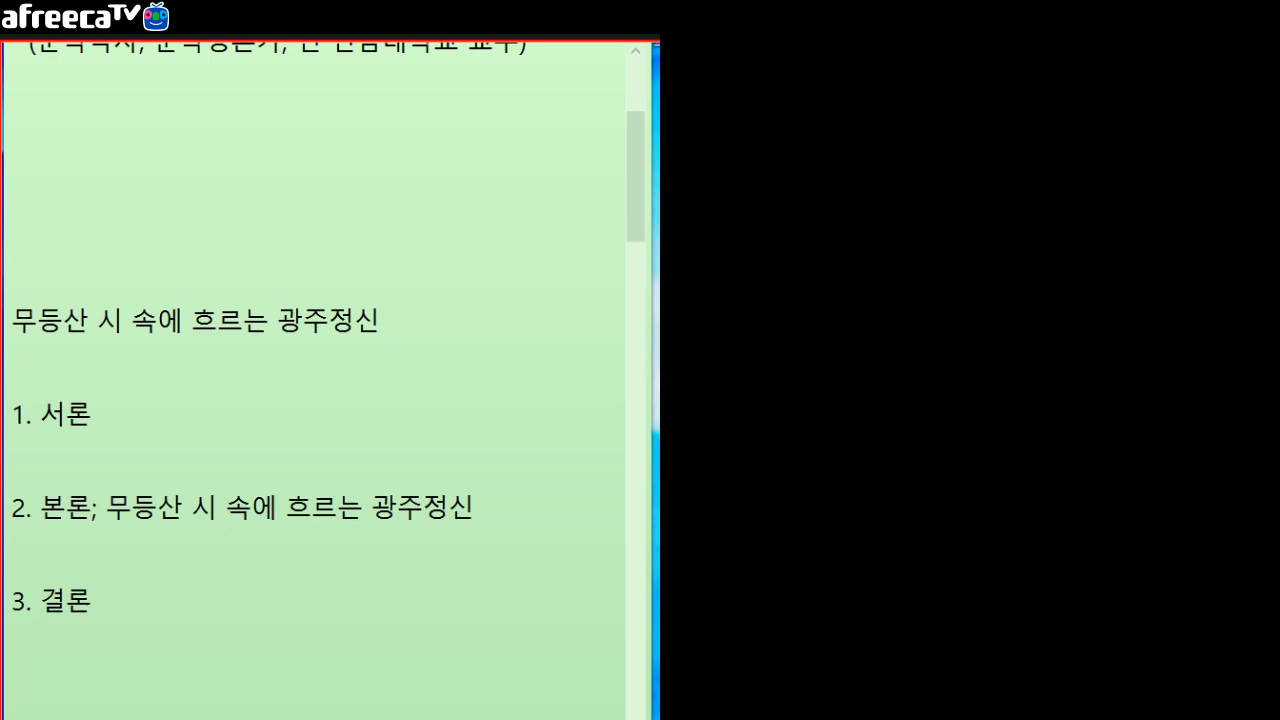 afreecaTV
무등산 시 속에 흐르는 광주정신
1. 서론
2. 본론; 무등산 시 속에 흐르는 광주정신
3. 결론